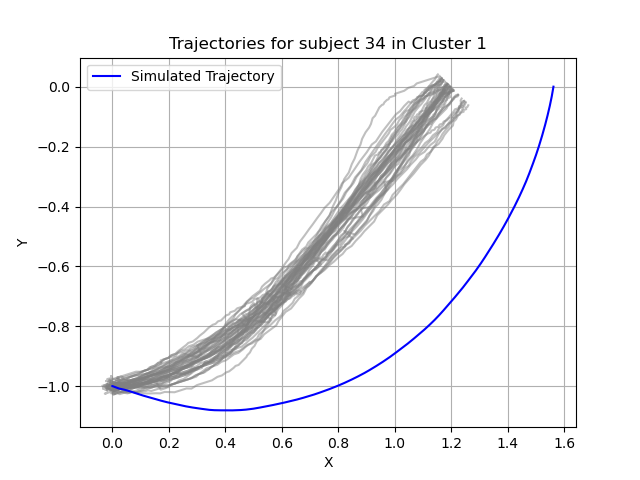 Trajectories for subject 34 in Cluster 1
Simulated Trajectory
0.0
−0.2
−0.4
−0.6
−0.8
−1.0
Y
0.0 0.2 0.4 0.6 0.8 1.0 1.2 1.4 1.6
X